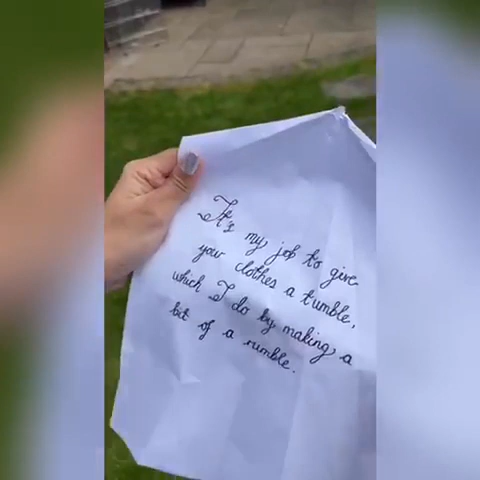 It's my job to give
your clothes a tumble,
which I do by making a
bit of a rumble.